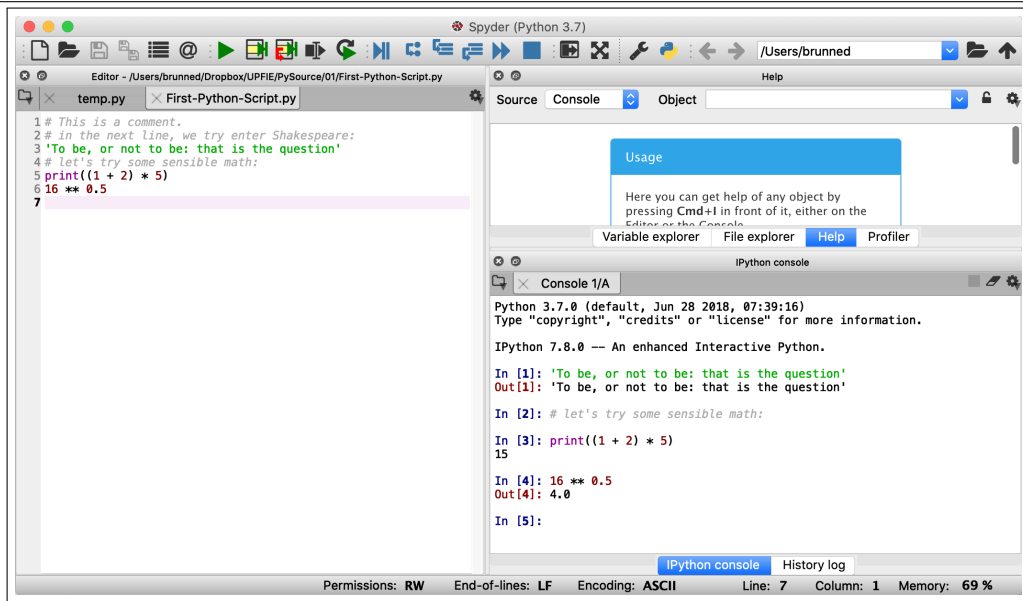 Spyder (Python 3.7)
/Users/brunned
Editor - /Users/brunned/Dropbox/UPFIE/PySource/01/First-Python-Script.py
temp.py
First-Python-Script.py
1 # This is a comment.
2 # in the next line, we try enter Shakespeare:
3 'To be, or not to be: that is the question'
4 # let's try some sensible math:
5 print((1 + 2) * 5)
6 16 ** 0.5
7
Help
Source Console Object
Usage
Here you can get help of any object by
pressing Cmd+I in front of it, either on the
Editor or the Console
Variable explorer File explorer Help Profiler
IPython console
Console 1/A
Python 3.7.0 (default, Jun 28 2018, 07:39:16)
Type "copyright", "credits" or "license" for more information.
IPython 7.8.0 -- An enhanced Interactive Python.
In [1]: 'To be, or not to be: that is the question'
Out[1]: 'To be, or not to be: that is the question'
In [2]: # let's try some sensible math:
In [3]: print((1 + 2) * 5)
15
In [4]: 16 ** 0.5
Out[4]: 4.0
In [5]:
IPython console History log
Permissions: RW End-of-lines: LF Encoding: ASCII Line: 7 Column: 1 Memory: 69 %